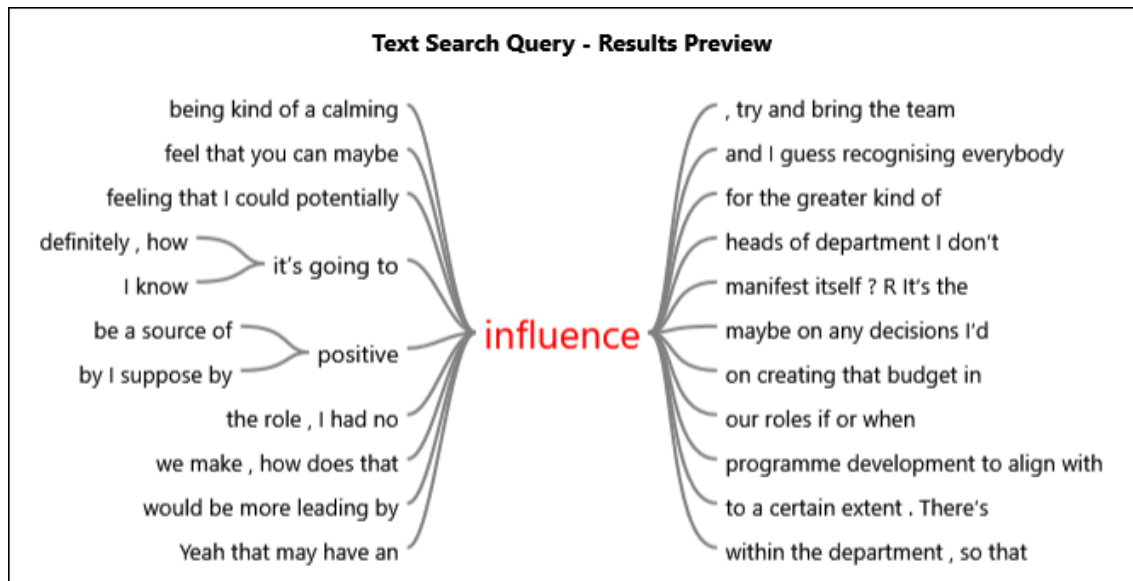 Text Search Query - Results Preview
being kind of a calming
feel that you can maybe
feeling that I could potentially
definitely , how
I know
it's going to
be a source of
by I suppose by
positive
the role , I had no
we make , how does that
would be more leading by
Yeah that may have an
influence
, try and bring the team
and I guess recognising everybody
for the greater kind of
heads of department I don't
manifest itself ? R It's the
maybe on any decisions I'd
on creating that budget in
our roles if or when
programme development to align with
to a certain extent . There's
within the department , so that